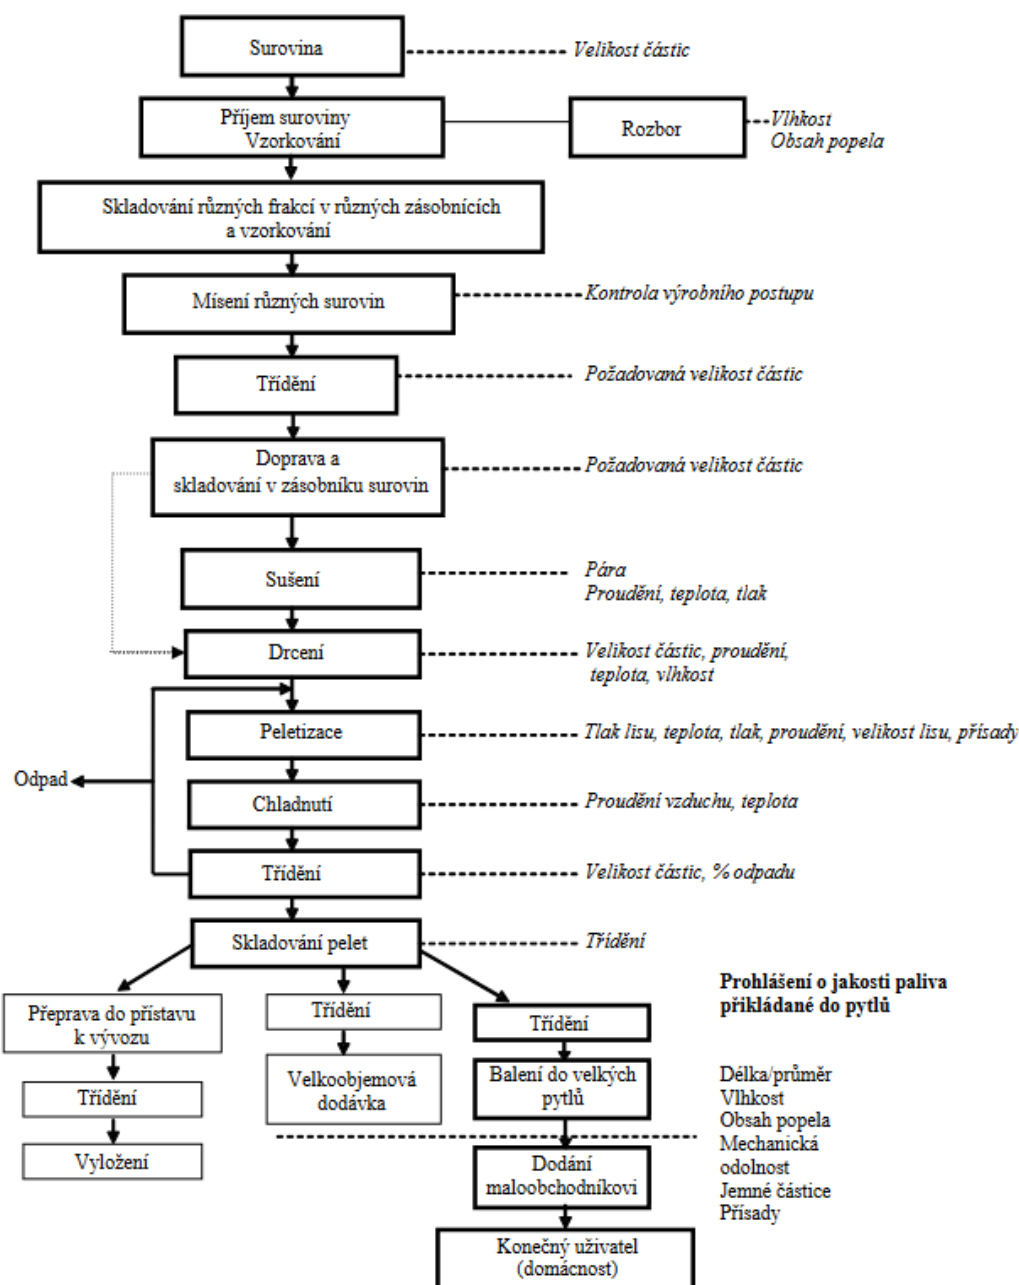 Surovina
Velikost částic
Příjem suroviny
Vzorkování
Rozbor
Vlhkost
Obsah popela
Skladování různých frakcí v různých zásobnících
a vzorkování
Mísení různých surovin
Kontrola výrobního postupu
Třídění
Požadovaná velikost částic
Doprava a
skladování v zásobníku surovin
Požadovaná velikost částic
Sušení
Pára
Proudění, teplota, tlak
Drcení
Velikost částic, proudění,
teplota, vlhkost
Peletizace
Tlak lisu, teplota, tlak, proudění, velikost lisu, přísady
Odpad
Chladnutí
Proudění vzduchu, teplota
Třídění
Velikost částic, % odpadu
Skladování pelet
Třídění
Přeprava do přístavu
k vývozu
Třídění
Vyložení
Třídění
Velkoobjemová
dodávka
Třídění
Balení do velkých
pytlů
Dodání
maloobchodníkovi
Konečný uživatel
(domácnost)
Prohlášení o jakosti paliva
přikládané do pytlů
Délka/průměr
Vlhkost
Obsah popela
Mechanická
odolnost
Jemné částice
Přísady